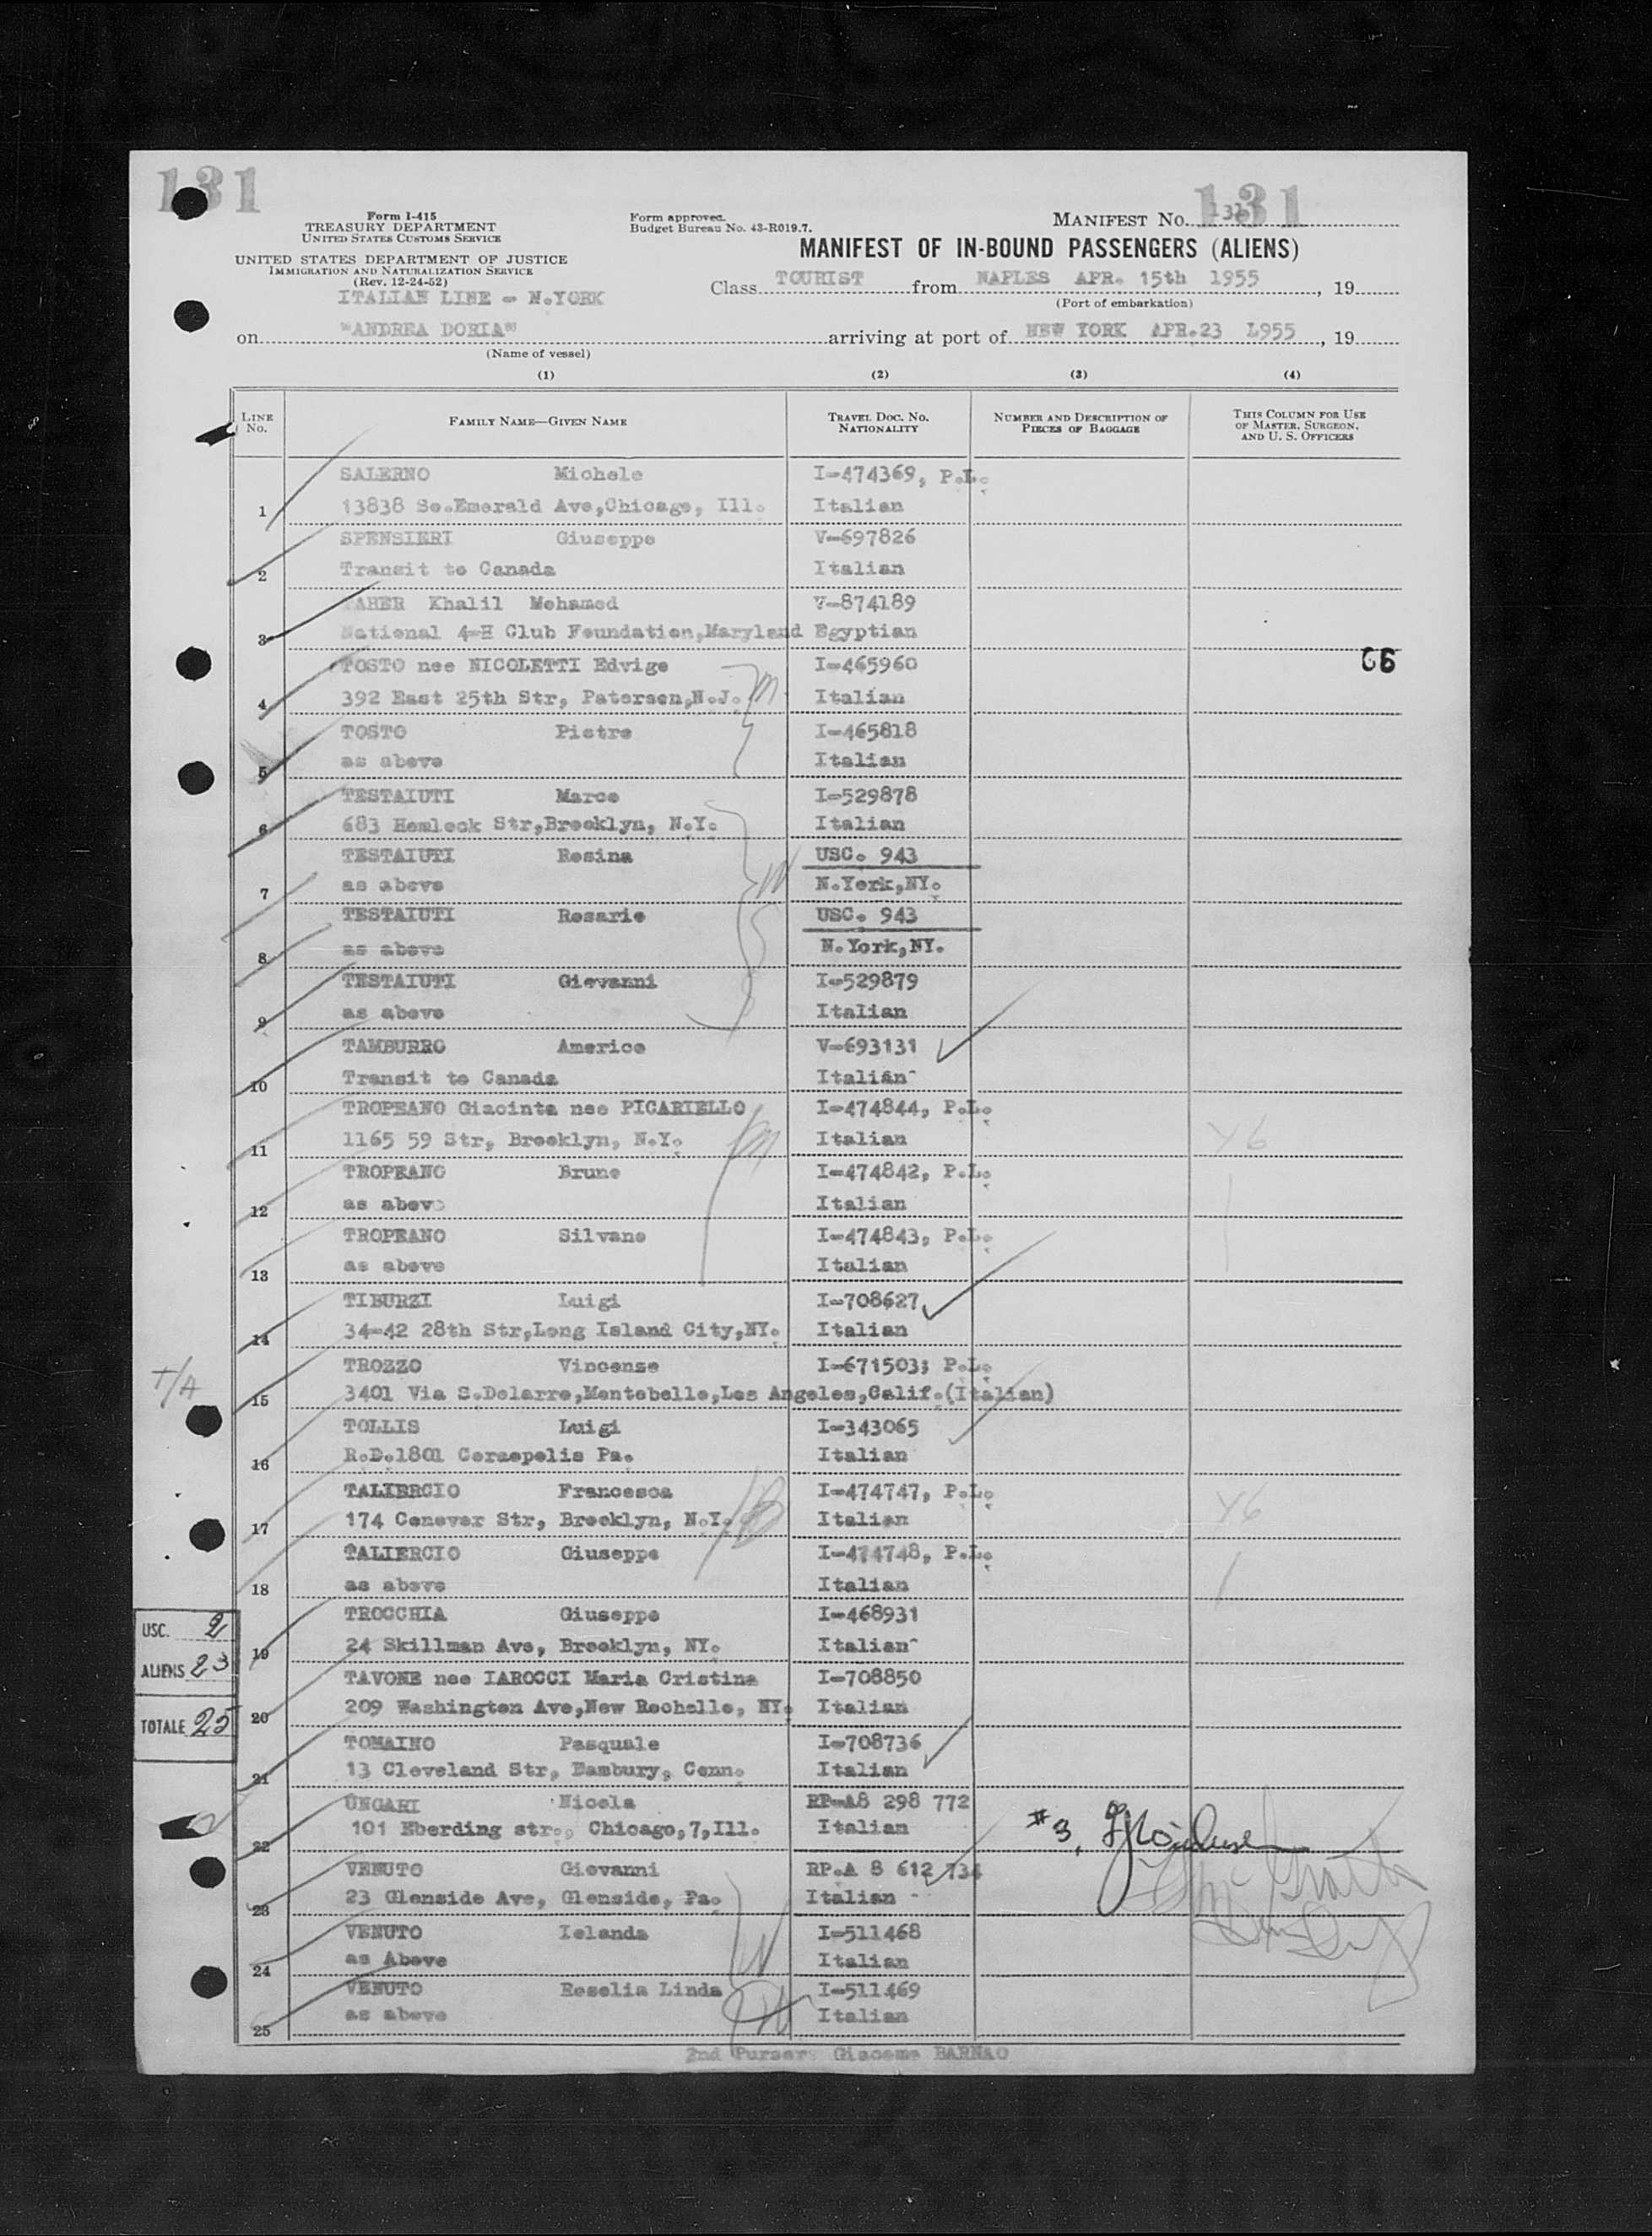 131
131
Form I-415
TREASURY DEPARTMENT
UNITED STATES CUSTOMS SERVICE
UNITED STATES DEPARTMENT OF JUSTICE
IMMIGRATION AND NATURALIZATION SERVICE
(Rev. 12-24-52)
Form approved.
Budget Bureau No. 43-R019.7.
MANIFEST No. 131
MANIFEST OF IN-BOUND PASSENGERS (ALIENS)
ITALIAN LINE - N.YORK
Class TOURIST from NAPLES APR. 15th 1955, 19
(Port of embarkation)
on "ANDREA DORIA" arriving at port of NEW YORK APR.23 1955, 19
(Name of vessel)
(1) (2) (3) (4)
LINE No. FAMILY NAME—GIVEN NAME TRAVEL DOC. NO. NATIONALITY NUMBER AND DESCRIPTION OF PIECES OF BAGGAGE THIS COLUMN FOR USE OF MASTER, SURGEON, AND U. S. OFFICERS
SALERNO Michele I-474369, P.L.
1 13838 So.Emerald Ave,Chicago, Ill. Italian
SPENSIERI Giuseppe V-697826
2 Transit to Canada Italian
TAHER Khalil Mohamed V-874189
3 National 4-H Club Foundation,Maryland Egyptian
TOSTO nee NICOLETTI Edvige I-465960 66
4 392 East 25th Str, Paterson,N.J. Italian
TOSTO Pietro I-465818
5 as above Italian
TESTAIUTI Marco I-529878
6 683 Hemlock Str,Brooklyn, N.Y. Italian
TESTAIUTI Rosina USC. 943
7 as above N.York,NY.
TESTAIUTI Rosario USC. 943
8 as above N.York,NY.
TESTAIUTI Giovanni I-529879
9 as above Italian
TAMBURRO Americo V-693131
10 Transit to Canada Italian
TROPEANO Giacinta nee PICARIELLO I-474844, P.L.
11 1165 59 Str, Brooklyn, N.Y. Italian Y6
TROPEANO Bruno I-474842, P.L.
12 as above Italian
TROPEANO Silvano I-474843, P.L.
13 as above Italian
TIBURZI Luigi I-708627
14 34-42 28th Str,Long Island City,NY. Italian
TROZZO Vincenzo I-671503; P.L.
T/A
15 3401 Via S.Delarro,Montebello,Los Angeles,Calif.(Italian)
TOLLIS Luigi I-343065
16 R.D.1801 Coraopolis Pa. Italian
TALIERCIO Francesca I-474747, P.L.
17 174 Conover Str, Brooklyn, N.Y. Italian Y6
TALIERCIO Giuseppe I-474748, P.L.
18 as above Italian
TROCCHIA Giuseppe I-468931
19 24 Skillman Ave, Brooklyn, NY. Italian
TAVONE nee IAROCCI Maria Cristina I-708850
20 209 Washington Ave,New Rochelle, NY. Italian
TOMAINO Pasquale I-708736
21 13 Cleveland Str, Dambury, Conn. Italian
UNGARI Nicola RP-A8 298 772
22 101 Eberding str., Chicago,7,Ill. Italian #3,
VENUTO Giovanni RP.A 8 612 734
23 23 Glenside Ave, Glenside, Pa. Italian
VENUTO Iolanda I-511468
24 as Above Italian
VENUTO Rosalia Linda I-511469
25 as above Italian
USC. 2
ALIENS 23
TOTALE 25
2nd Purser: Giacomo BARNAO